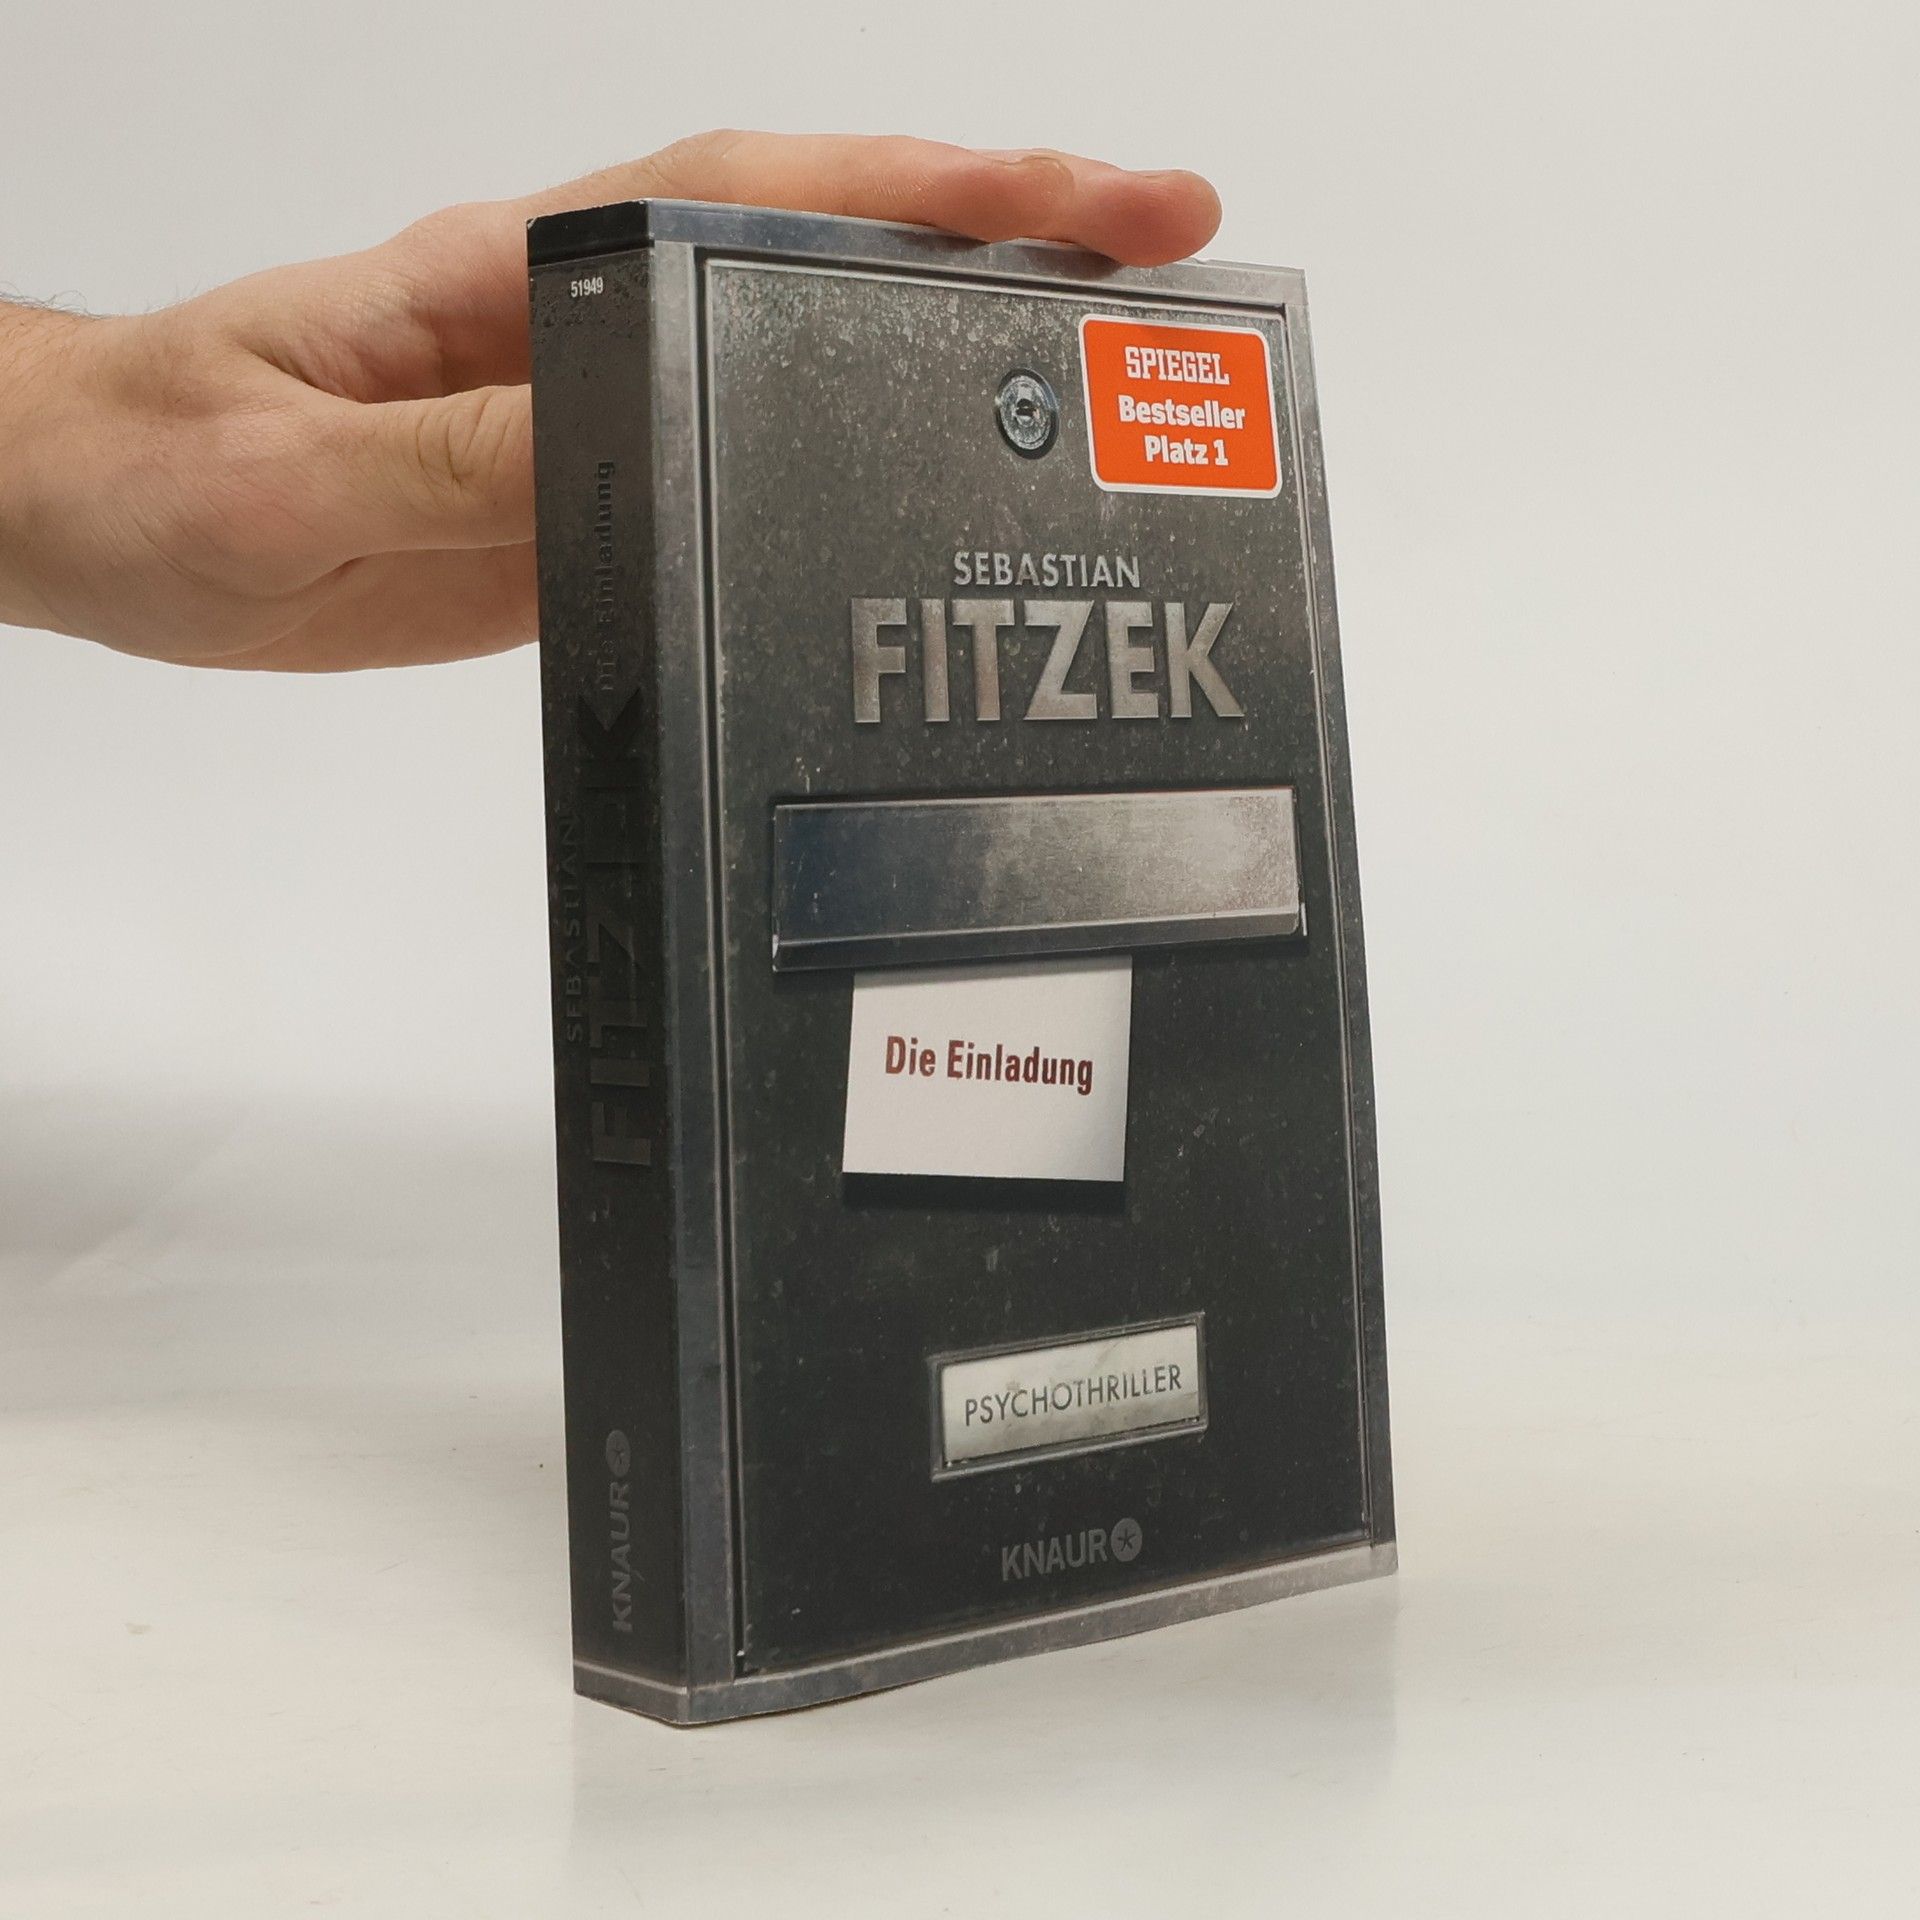 51949
Die Einladung
SEBASTIAN
FITZEK
KNAUR
SPIEGEL
Bestseller
Platz 1
SEBASTIAN
FITZEK
Die Einladung
PSYCHOTHRILLER
KNAUR